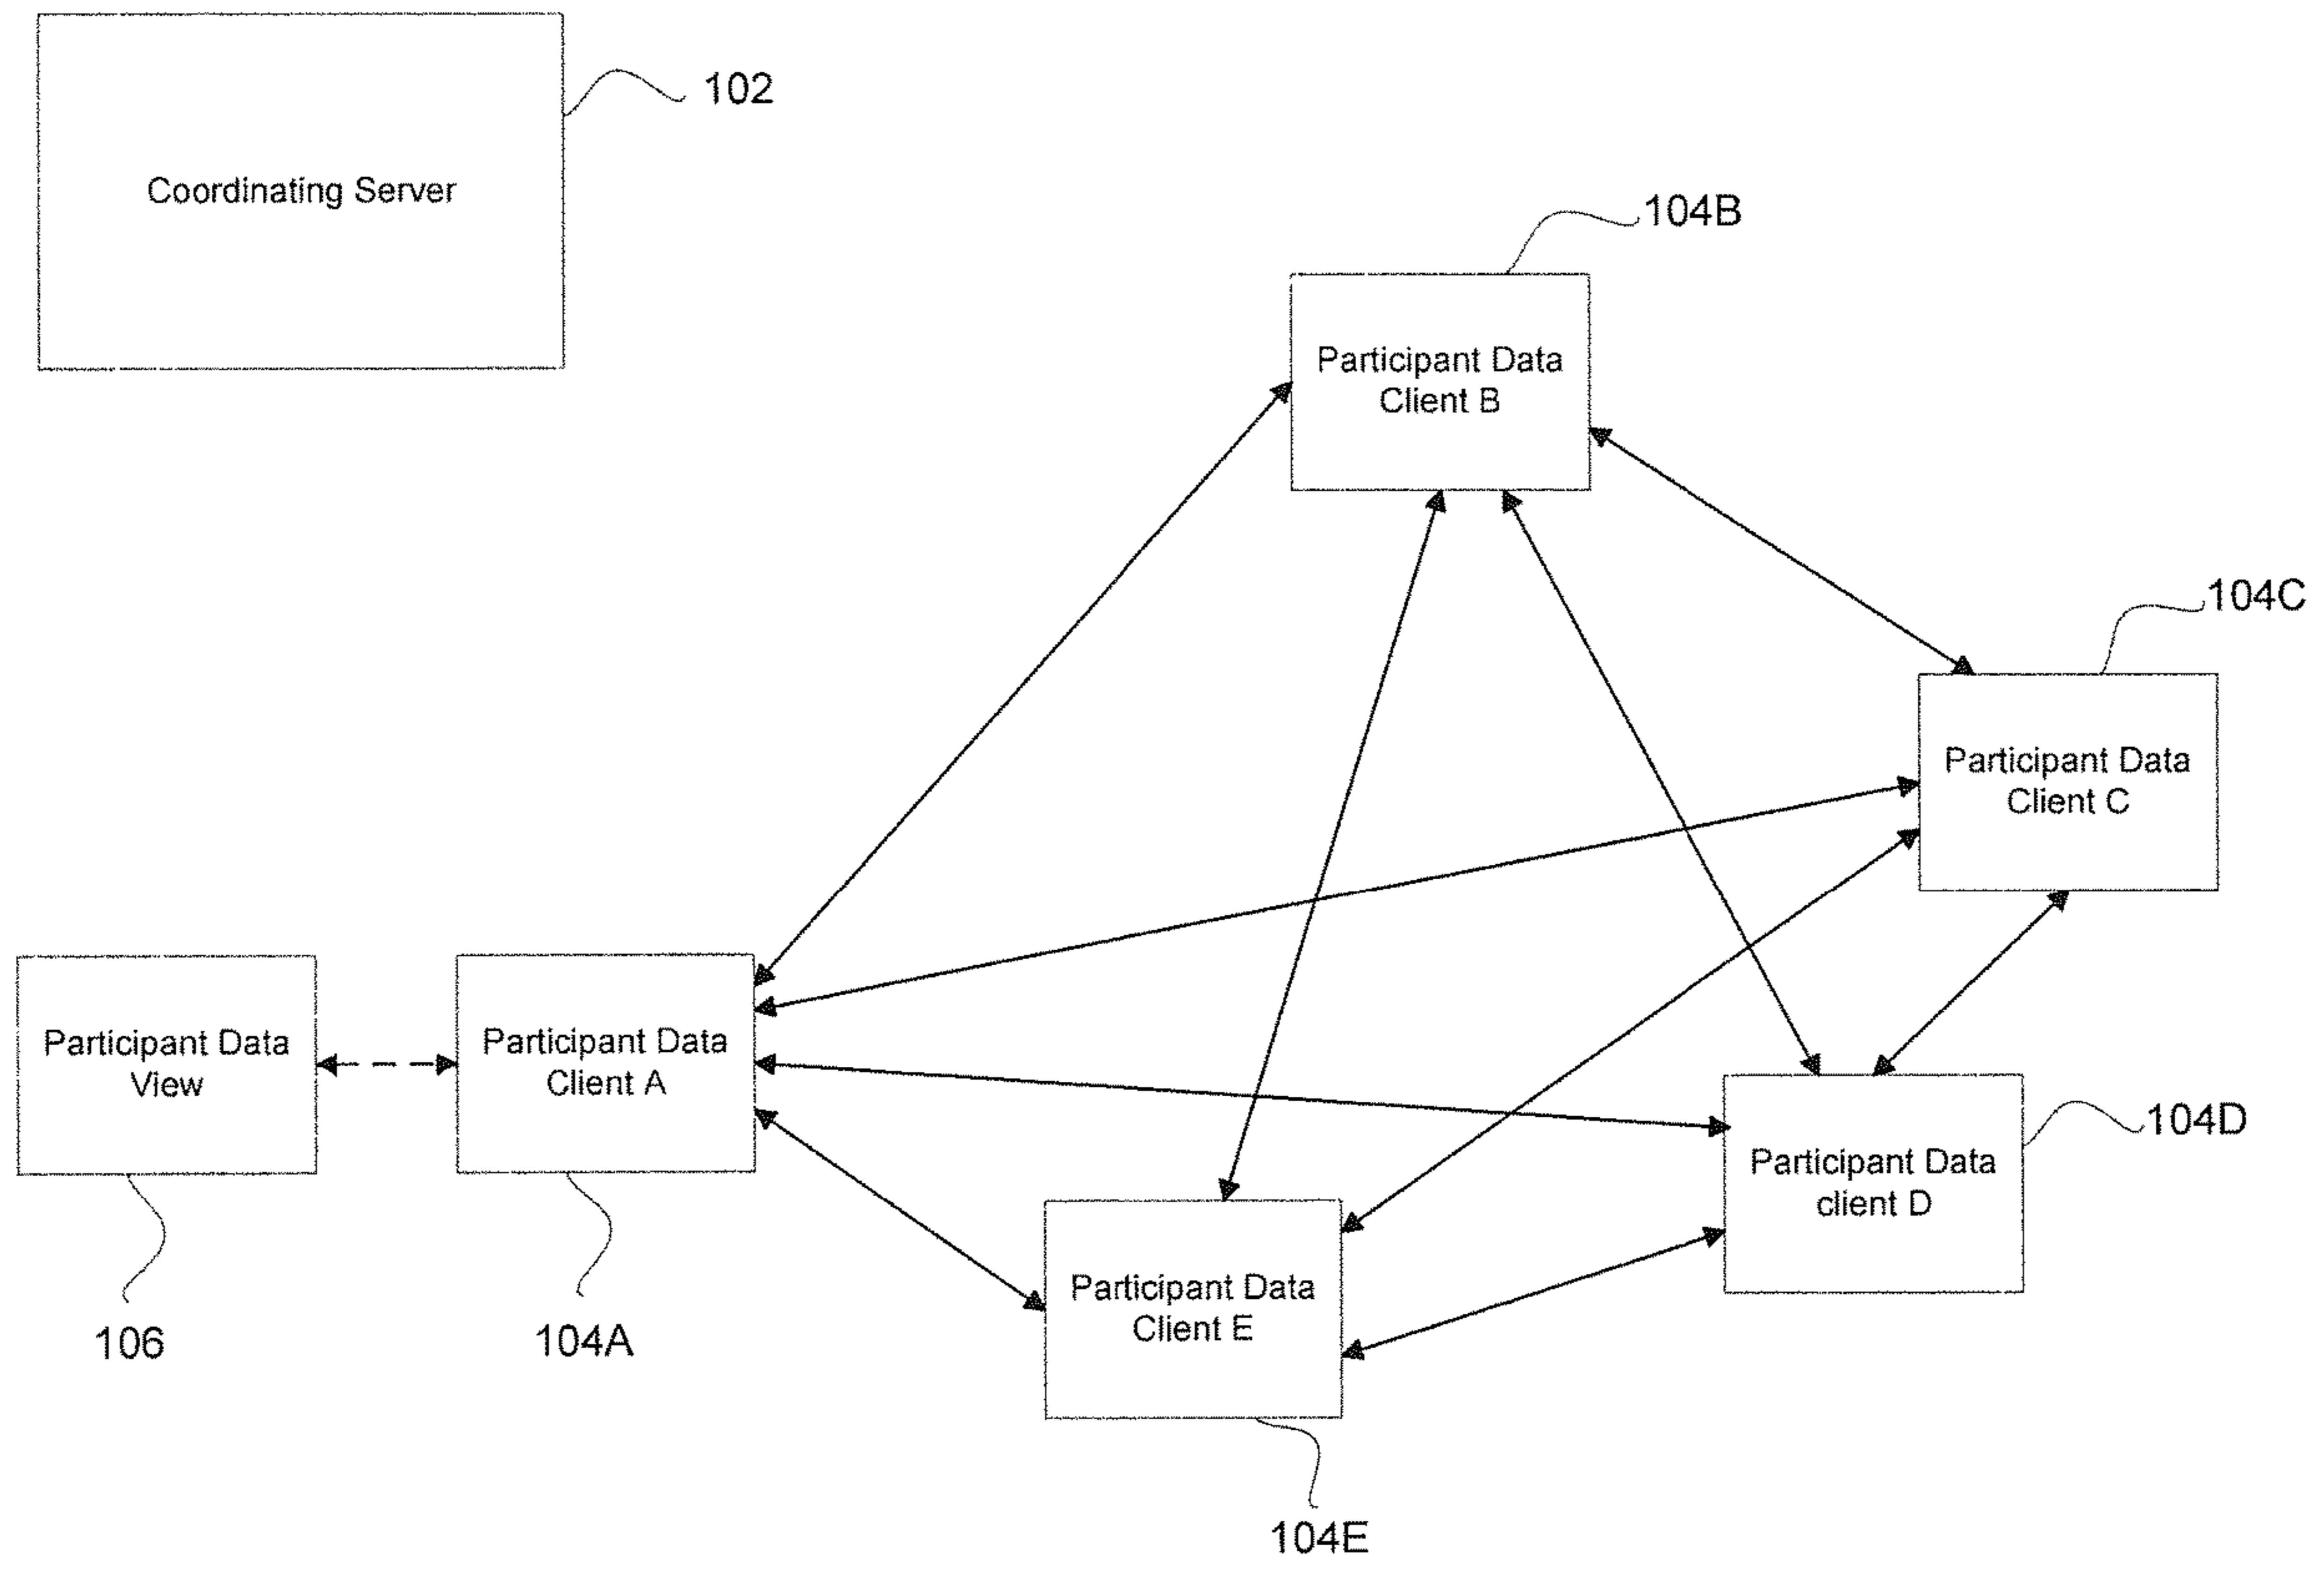 102
Coordinating Server
104B
Participant Data
Client B
104C
Participant Data
Client C
Participant Data
View
Participant Data
Client A
104D
Participant Data
client D
Participant Data
Client E
106
104A
104E